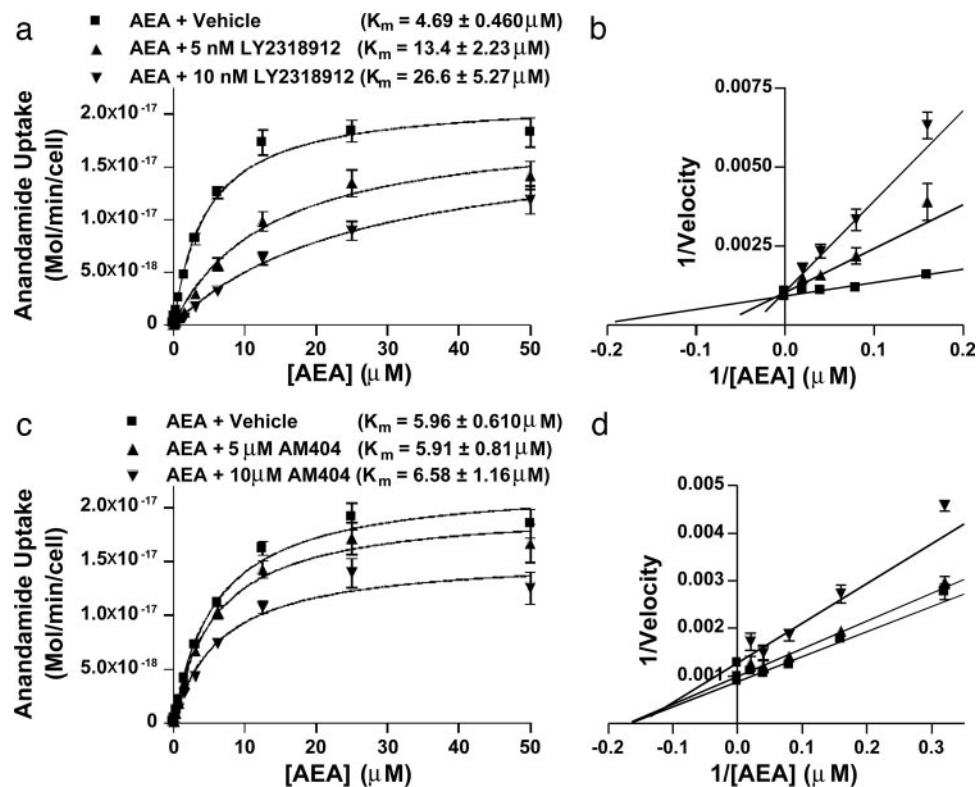 a
AEA + Vehicle (Km = 4.69 ± 0.460μM)
AEA + 5 nM LY2318912 (Km = 13.4 ± 2.23μM)
AEA + 10 nM LY2318912 (Km = 26.6 ± 5.27μM)
Anandamide Uptake
(Mol/min/cell)
2.0x10-17
1.5x10-17
1.0x10-17
5.0x10-18
0
0 10 20 30 40 50
[AEA] (μM)
b
1/Velocity
0.0075
0.0050
0.0025
-0.2 -0.1 0.0 0.1 0.2
1/[AEA] (μM)
c
AEA + Vehicle (Km = 5.96 ± 0.610μM)
AEA + 5 μM AM404 (Km = 5.91 ± 0.81μM)
AEA + 10μM AM404 (Km = 6.58 ± 1.16μM)
Anandamide Uptake
(Mol/min/cell)
2.0x10-17
1.5x10-17
1.0x10-17
5.0x10-18
0
0 10 20 30 40 50
[AEA] (μM)
d
1/Velocity
0.005
0.004
0.003
0.002
0.001
-0.2 -0.1 0.0 0.1 0.2 0.3
1/[AEA] (μM)